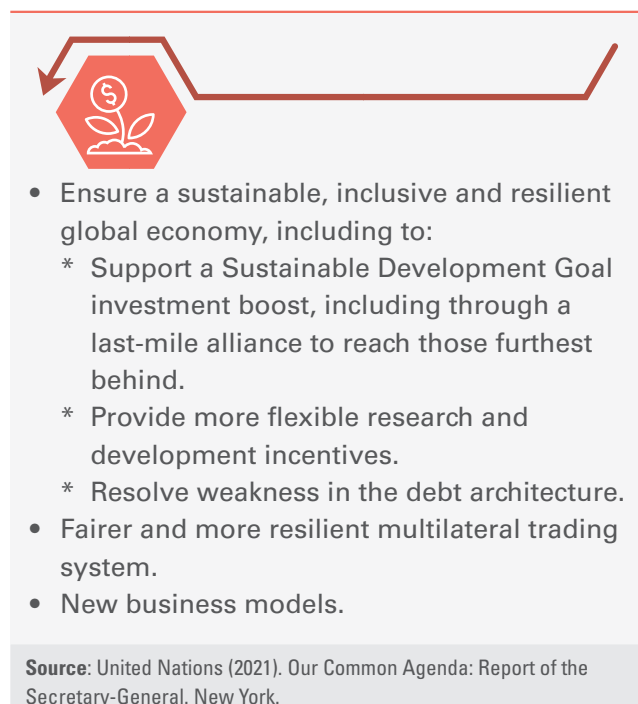 $
• Ensure a sustainable, inclusive and resilient
global economy, including to:
* Support a Sustainable Development Goal
investment boost, including through a
last-mile alliance to reach those furthest
behind.
* Provide more flexible research and
development incentives.
* Resolve weakness in the debt architecture.
• Fairer and more resilient multilateral trading
system.
• New business models.
Source: United Nations (2021). Our Common Agenda: Report of the
Secretary-General. New York.